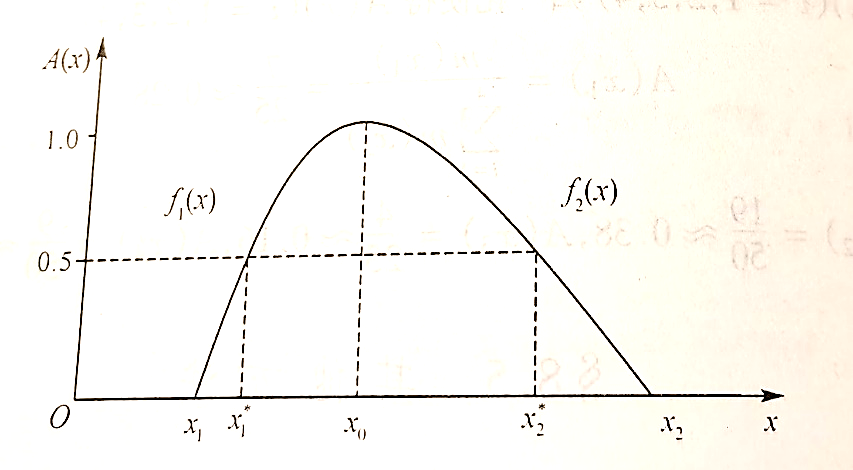 A(x)
1.0
f₁(x)
f₂(x)
0.5
O
x₁
x₁*
x₀
x₂*
x₂
x